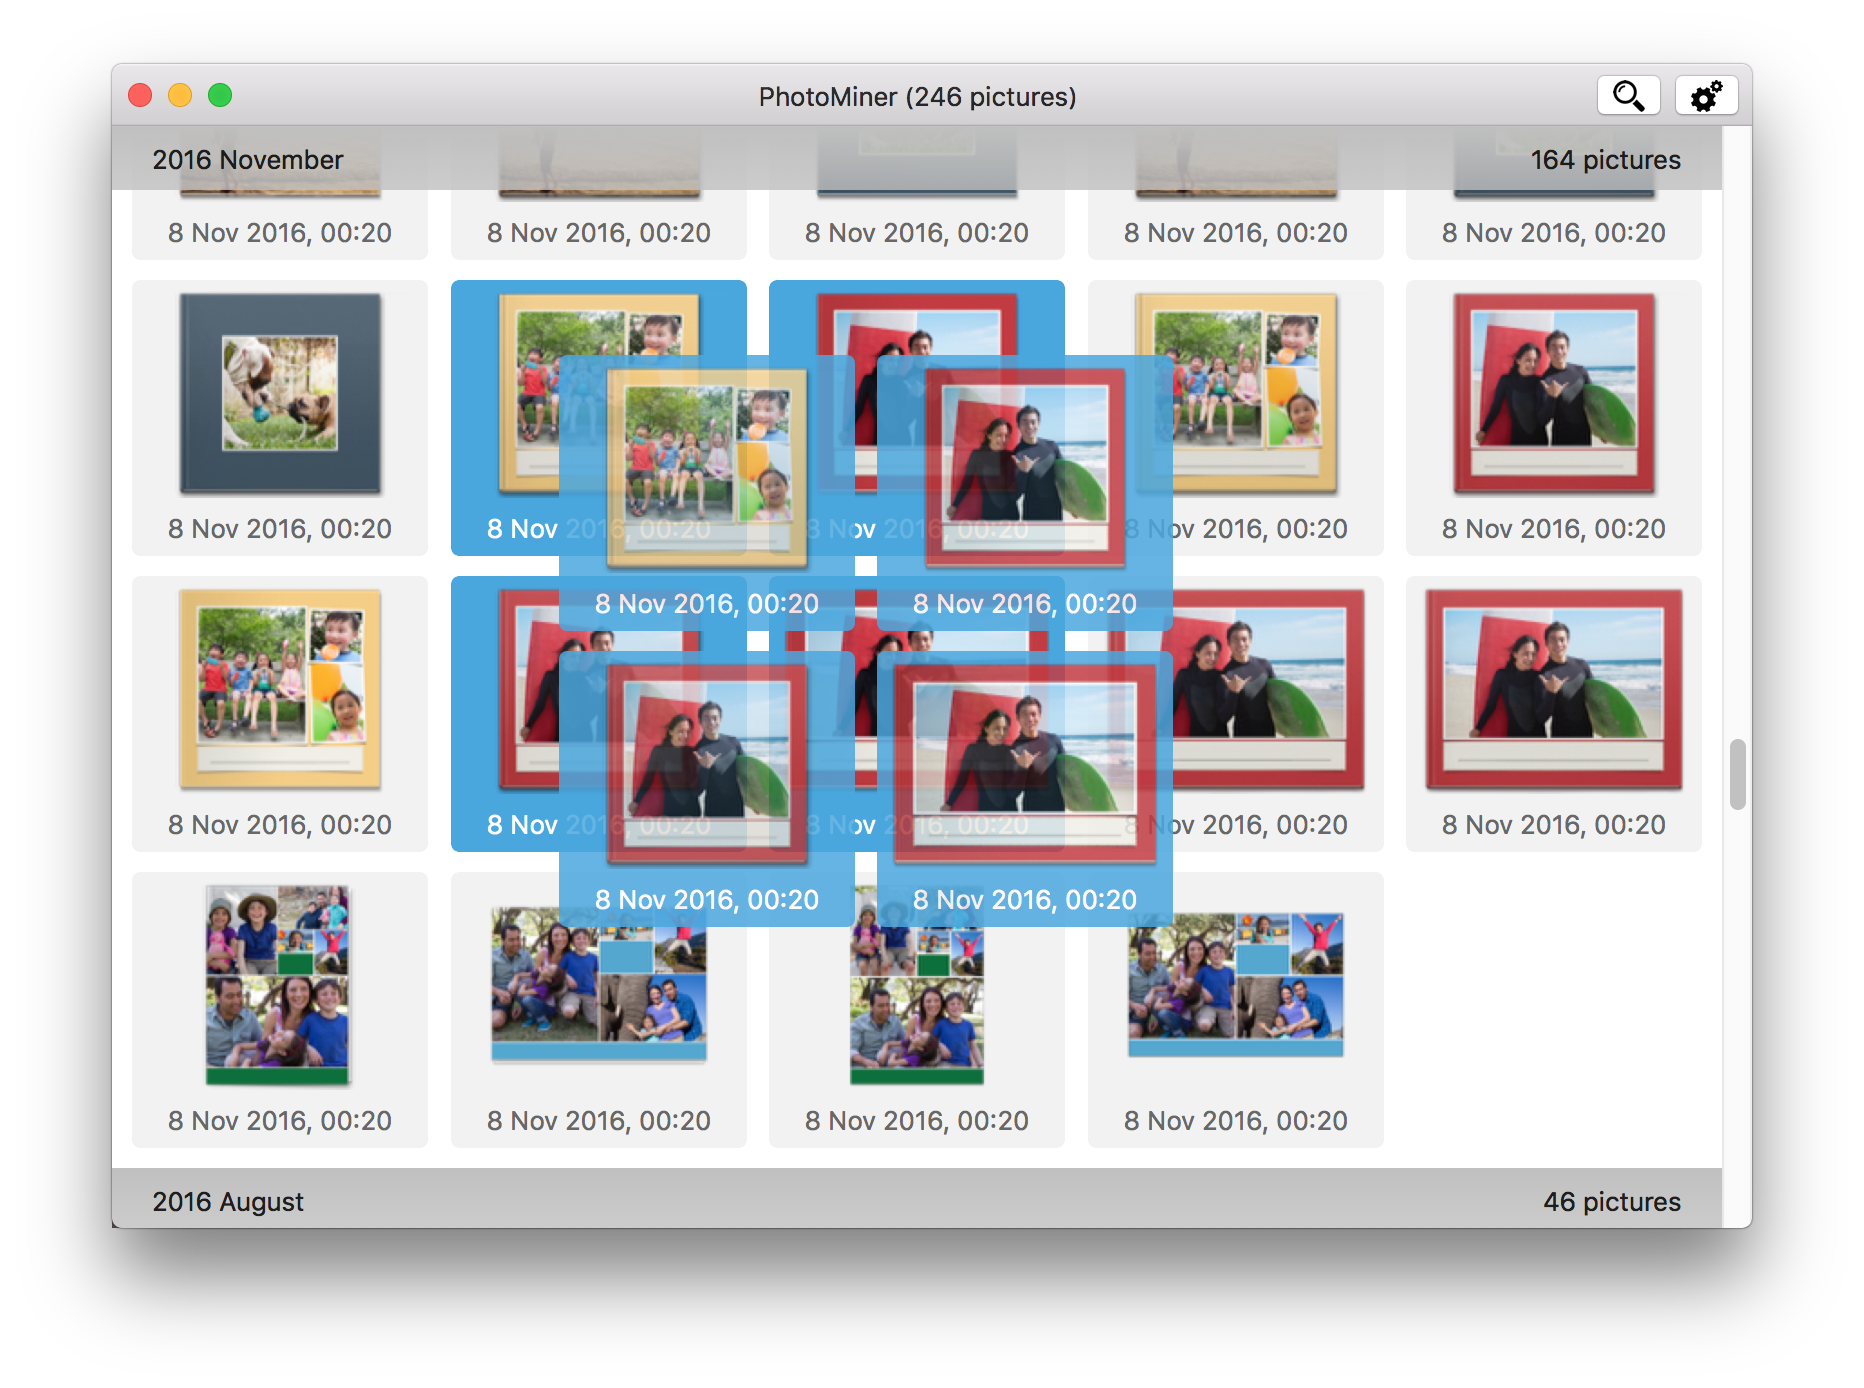 PhotoMiner (246 pictures)
2016 November 164 pictures
8 Nov 2016, 00:20 8 Nov 2016, 00:20 8 Nov 2016, 00:20 8 Nov 2016, 00:20 8 Nov 2016, 00:20
8 Nov 2016, 00:20 8 Nov 2016, 00:20 8 Nov 2016, 00:20 8 Nov 2016, 00:20 8 Nov 2016, 00:20
8 Nov 2016, 00:20 8 Nov 2016, 00:20
8 Nov 2016, 00:20 8 Nov 2016, 00:20 8 Nov 2016, 00:20 8 Nov 2016, 00:20 8 Nov 2016, 00:20
8 Nov 2016, 00:20 8 Nov 2016, 00:20
8 Nov 2016, 00:20 8 Nov 2016, 00:20 8 Nov 2016, 00:20 8 Nov 2016, 00:20
2016 August 46 pictures